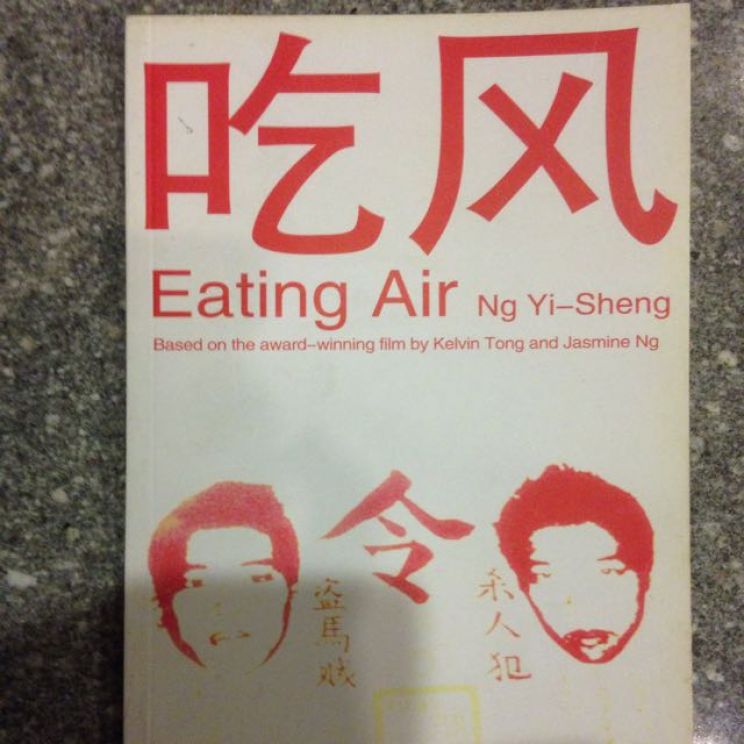 吃风
Eating Air Ng Yi-Sheng
Based on the award-winning film by Kelvin Tong and Jasmine Ng
令
盗馬賊
杀人犯